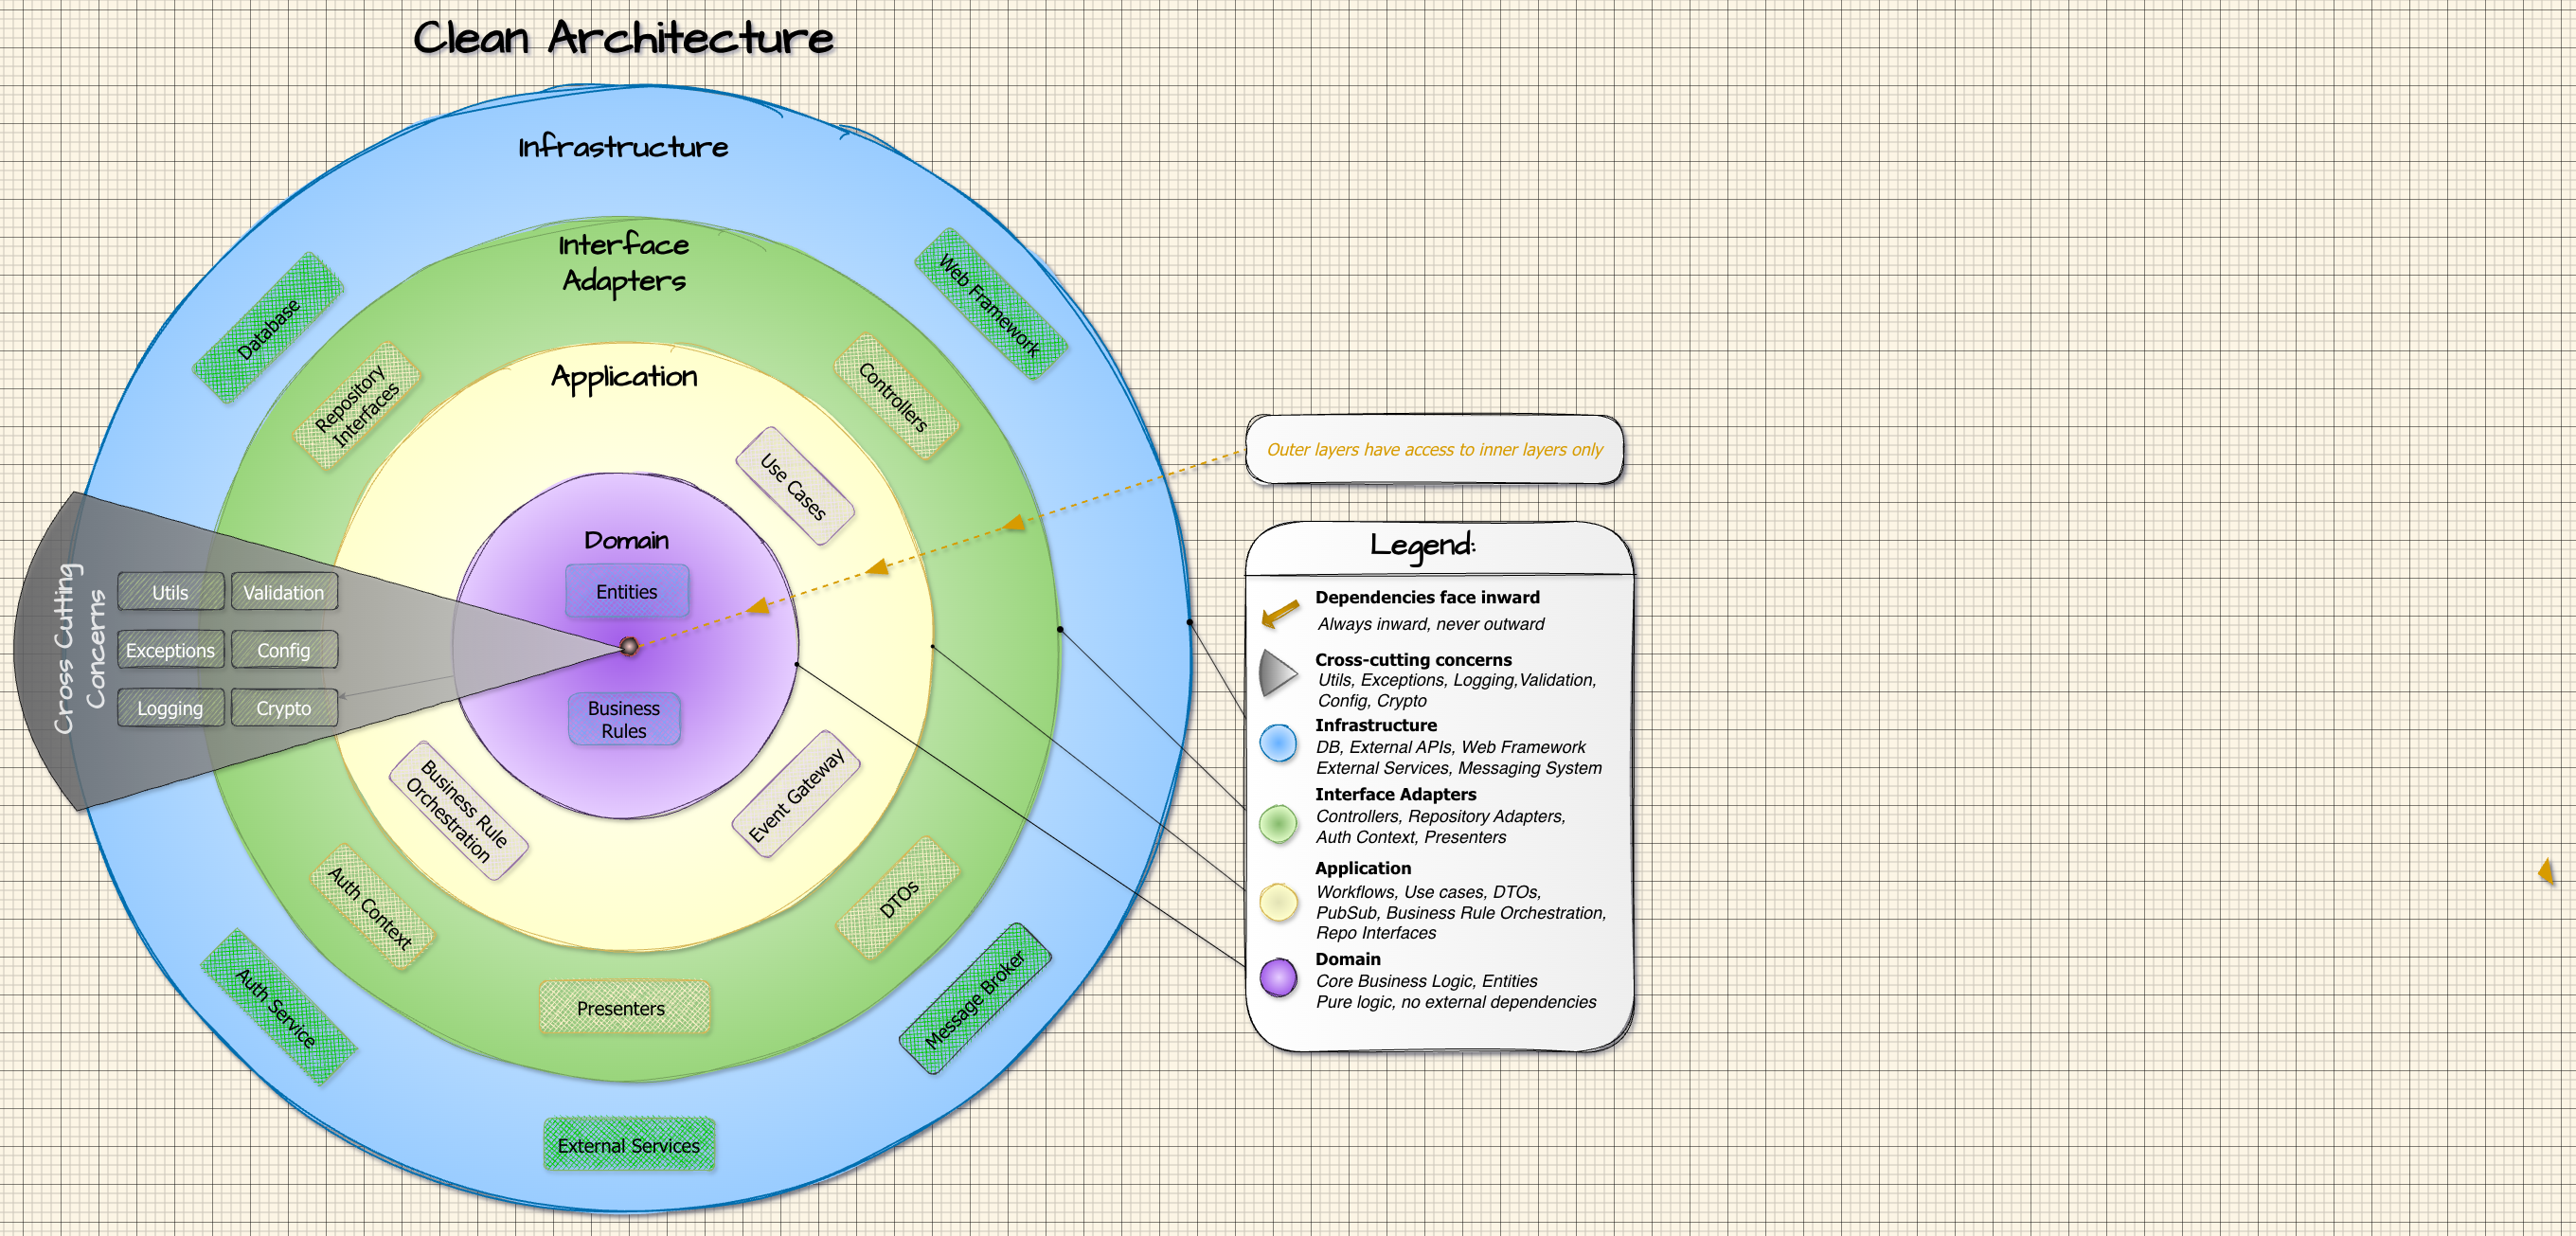 Clean Architecture
Infrastructure
Interface
Adapters
Application
Domain
Entities
Business
Rules
Database
Web Framework
Repository
Interfaces
Controllers
Use Cases
Cross Cutting
Concerns
Utils
Validation
Exceptions
Config
Logging
Crypto
Business Rule
Orchestration
Event Gateway
Auth Context
DTOs
Presenters
Auth Service
Message Broker
External Services
Outer layers have access to inner layers only
Legend:
Dependencies face inward
Always inward, never outward
Cross-cutting concerns
Utils, Exceptions, Logging,Validation,
Config, Crypto
Infrastructure
DB, External APIs, Web Framework
External Services, Messaging System
Interface Adapters
Controllers, Repository Adapters,
Auth Context, Presenters
Application
Workflows, Use cases, DTOs,
PubSub, Business Rule Orchestration,
Repo Interfaces
Domain
Core Business Logic, Entities
Pure logic, no external dependencies